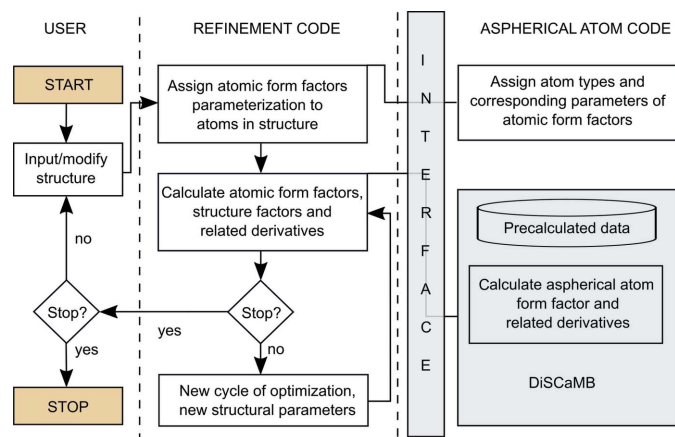 USER
REFINEMENT CODE
ASPHERICAL ATOM CODE
START
Input/modify
structure
no
Stop?
yes
STOP
Assign atomic form factors
parameterization to
atoms in structure
Calculate atomic form factors,
structure factors and
related derivatives
Stop?
yes
no
New cycle of optimization,
new structural parameters
I
N
T
E
R
F
A
C
E
Assign atom types and
corresponding parameters of
atomic form factors
Precalculated data
Calculate aspherical atom
form factor and
related derivatives
DiSCaMB